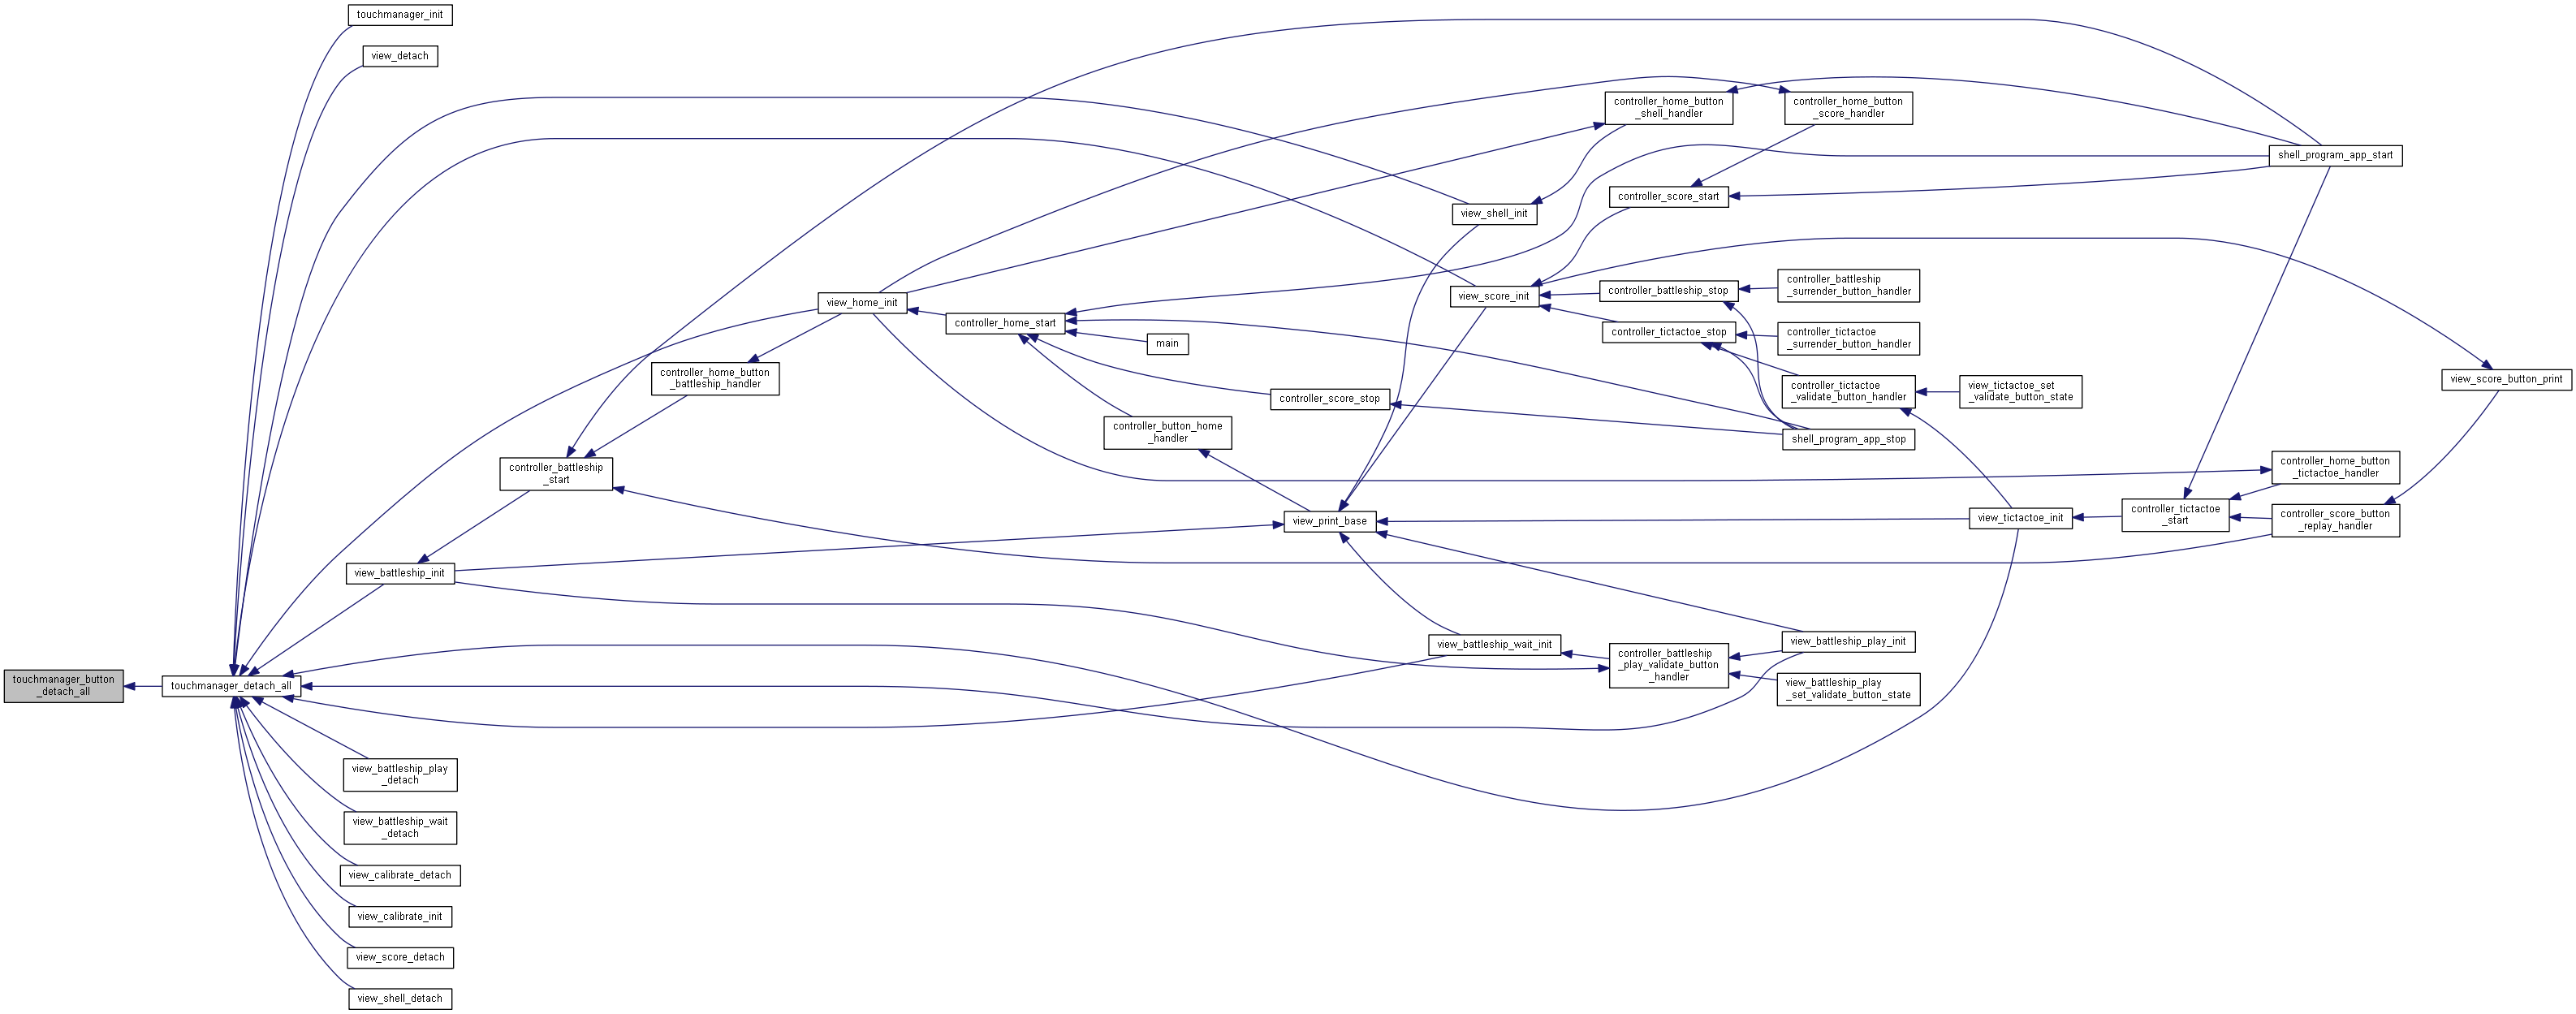 touchmanager_init
view_detach
controller_home_button
_shell_handler
controller_home_button
_score_handler
shell_program_app_start
controller_score_start
view_shell_init
controller_battleship
_surrender_button_handler
view_home_init
view_score_init
controller_battleship_stop
controller_home_start
controller_tictactoe_stop
controller_tictactoe
_surrender_button_handler
main
controller_home_button
_battleship_handler
view_score_button_print
controller_score_stop
controller_tictactoe
_validate_button_handler
view_tictactoe_set
_validate_button_state
controller_button_home
_handler
shell_program_app_stop
controller_battleship
_start
controller_home_button
_tictactoe_handler
view_print_base
view_tictactoe_init
controller_tictactoe
_start
controller_score_button
_replay_handler
view_battleship_init
view_battleship_wait_init
controller_battleship
_play_validate_button
_handler
view_battleship_play_init
view_battleship_play
_set_validate_button_state
touchmanager_button
_detach_all
touchmanager_detach_all
view_battleship_play
_detach
view_battleship_wait
_detach
view_calibrate_detach
view_calibrate_init
view_score_detach
view_shell_detach